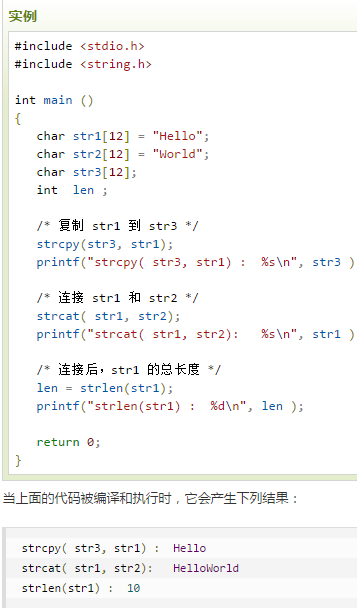 实例
#include <stdio.h>
#include <string.h>
int main ()
{
   char str1[12] = "Hello";
   char str2[12] = "World";
   char str3[12];
   int  len ;
   /* 复制 str1 到 str3 */
   strcpy(str3, str1);
   printf("strcpy( str3, str1) :  %s\n", str3 )
   /* 连接 str1 和 str2 */
   strcat( str1, str2);
   printf("strcat( str1, str2):   %s\n", str1 )
   /* 连接后，str1 的总长度 */
   len = strlen(str1);
   printf("strlen(str1) :  %d\n", len );
   return 0;
}
当上面的代码被编译和执行时，它会产生下列结果：
strcpy( str3, str1) :  Hello
strcat( str1, str2):   HelloWorld
strlen(str1) :  10